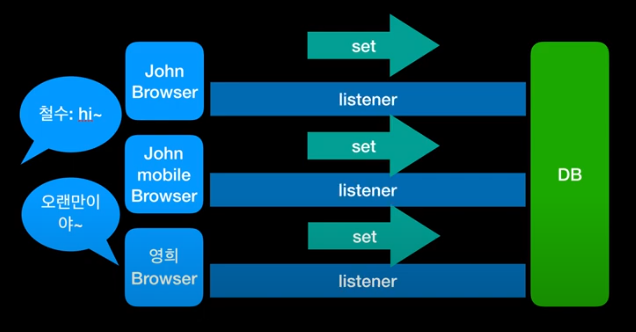 set
John
Browser
listener
철수: hi~
set
John
mobile
Browser
listener
DB
오랜만이
야~
set
영희
Browser
listener